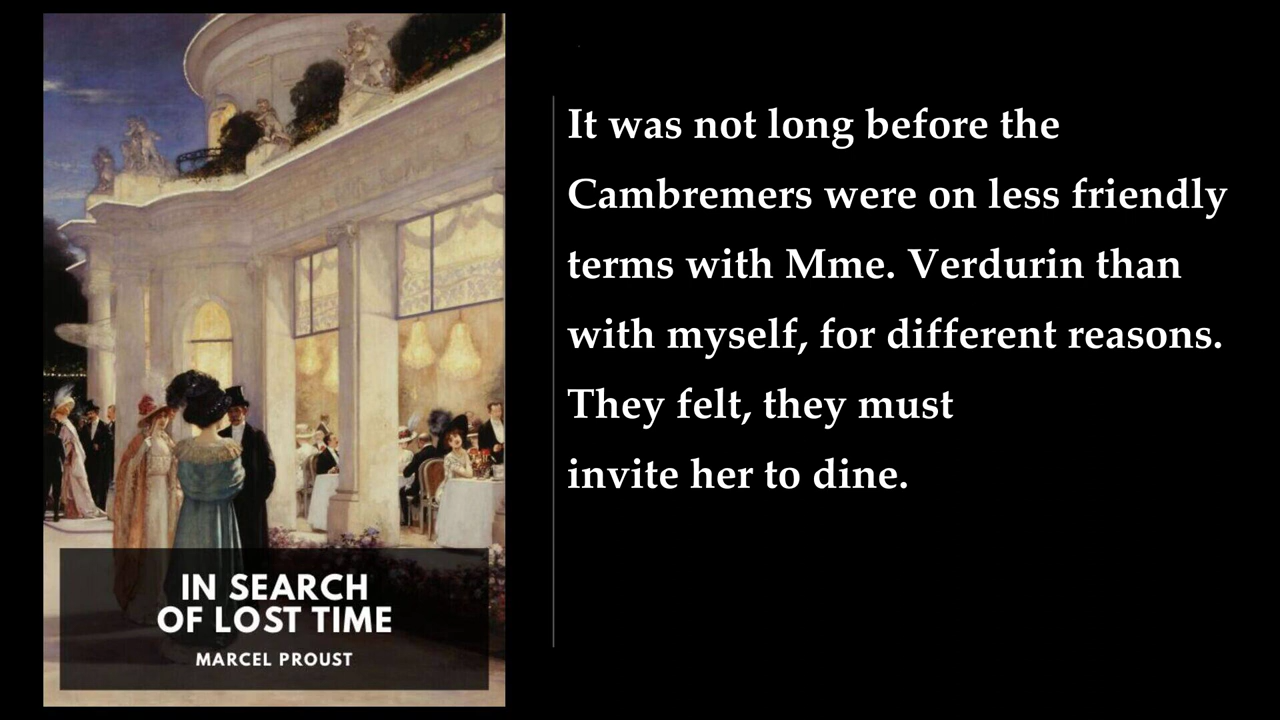 IN SEARCH
OF LOST TIME
MARCEL PROUST
It was not long before the
Cambremers were on less friendly
terms with Mme. Verdurin than
with myself, for different reasons.
They felt, they must
invite her to dine.